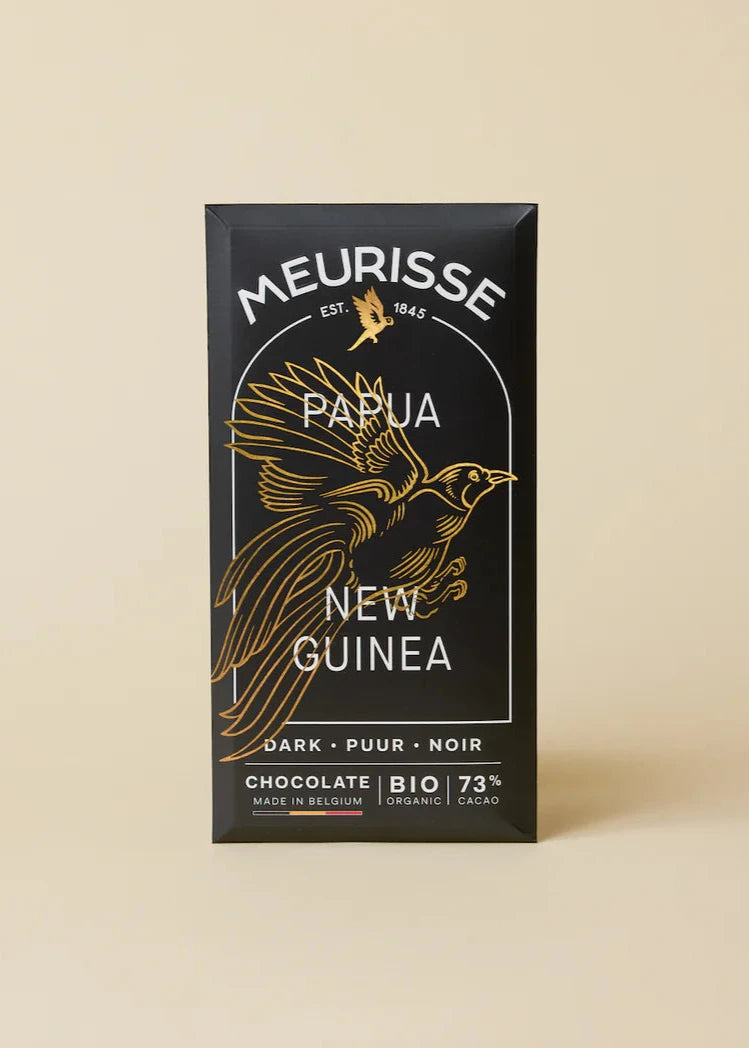 MEURISSE
EST. 1845
PAPUA
NEW
GUINEA
DARK • PUUR • NOIR
CHOCOLATE
MADE IN BELGIUM
BIO
ORGANIC
73%
CACAO